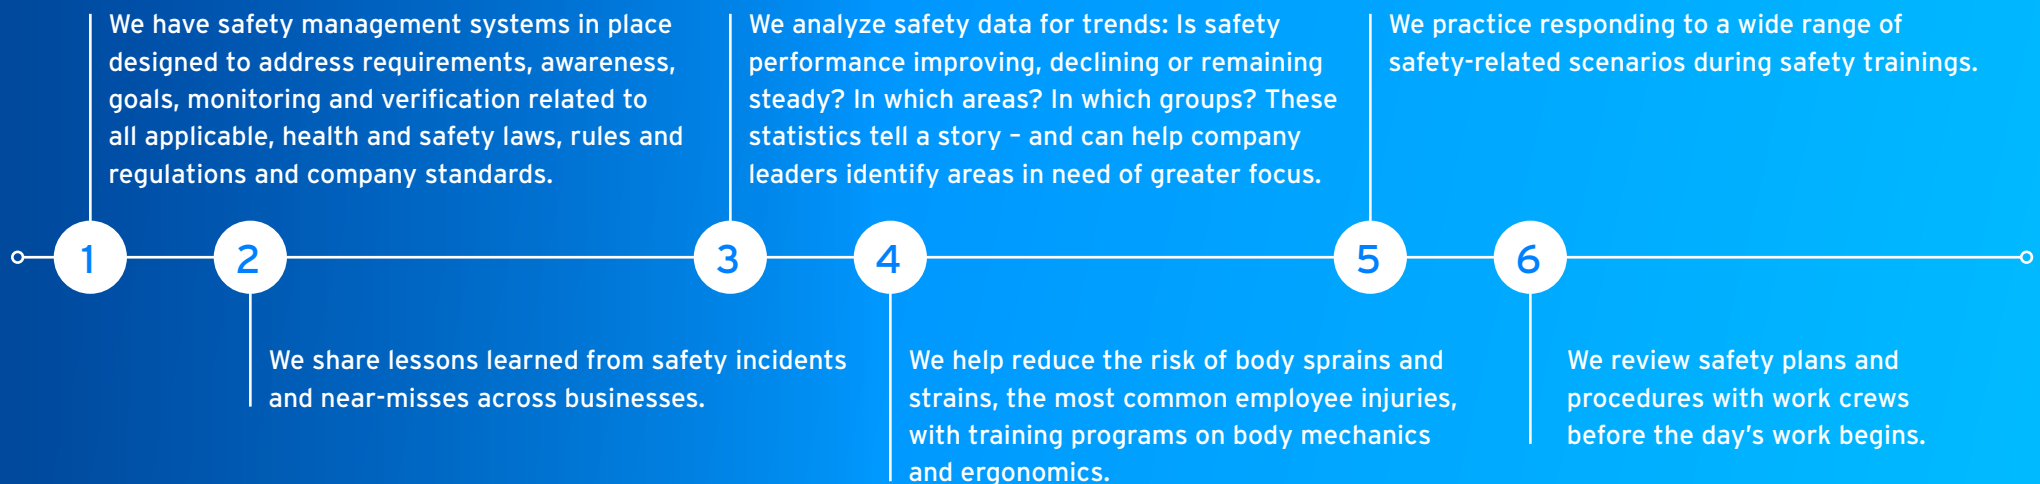 We have safety management systems in place
designed to address requirements, awareness,
goals, monitoring and verification related to
all applicable, health and safety laws, rules and
regulations and company standards.
We analyze safety data for trends: Is safety
performance improving, declining or remaining
steady? In which areas? In which groups? These
statistics tell a story – and can help company
leaders identify areas in need of greater focus.
We practice responding to a wide range of
safety-related scenarios during safety trainings.
1
2
3
4
5
6
We share lessons learned from safety incidents
and near-misses across businesses.
We help reduce the risk of body sprains and
strains, the most common employee injuries,
with training programs on body mechanics
and ergonomics.
We review safety plans and
procedures with work crews
before the day's work begins.